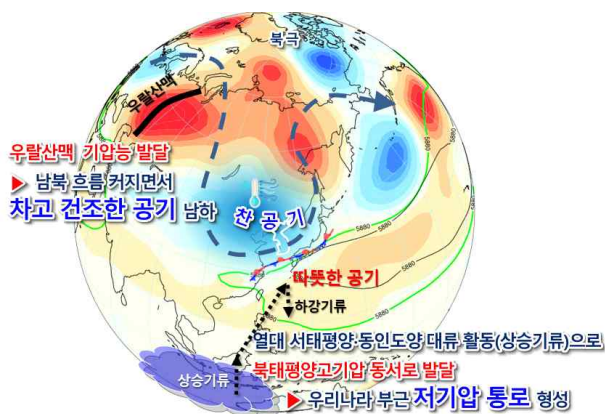 북극
우랄산맥
우랄산맥 기압능 발달
▶ 남북 흐름 커지면서
차고 건조한 공기 남하
찬 공기
5880
5880
5880
5880
따뜻한 공기
하강기류
열대 서태평양·동인도양 대류 활동(상승기류)으로
상승기류
북태평양고기압 동서로 발달
▶ 우리나라 부근 저기압 통로 형성